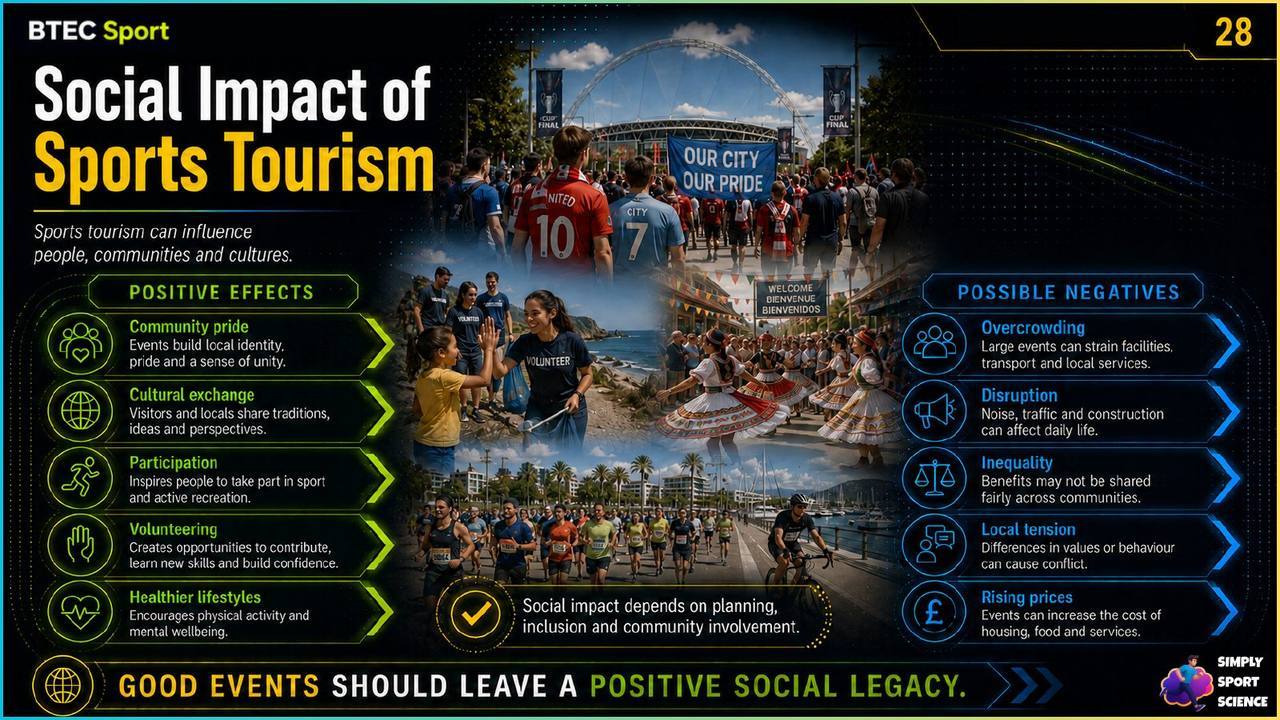 BTEC Sport
28
Social Impact of
Sports Tourism
Sports tourism can influence
people, communities and cultures.
CUP
FINAL
CUP
FINAL
OUR CITY
OUR PRIDE
NITED
10
CITY
7
POSITIVE EFFECTS
Community pride
Events build local identity,
pride and a sense of unity.
Cultural exchange
Visitors and locals share traditions,
ideas and perspectives.
Participation
Inspires people to take part in sport
and active recreation.
Volunteering
Creates opportunities to contribute,
learn new skills and build confidence.
Healthier lifestyles
Encourages physical activity and
mental wellbeing.
VOLUNTEER
WELCOME
BIENVENUE
BIENVENIDOS
POSSIBLE NEGATIVES
Overcrowding
Large events can strain facilities,
transport and local services.
Disruption
Noise, traffic and construction
can affect daily life.
Inequality
Benefits may not be shared
fairly across communities.
Local tension
Differences in values or behaviour
can cause conflict.
£
Rising prices
Events can increase the cost of
housing, food and services.
Social impact depends on planning,
inclusion and community involvement.
GOOD EVENTS SHOULD LEAVE A POSITIVE SOCIAL LEGACY.
SIMPLY
SPORT
SCIENCE